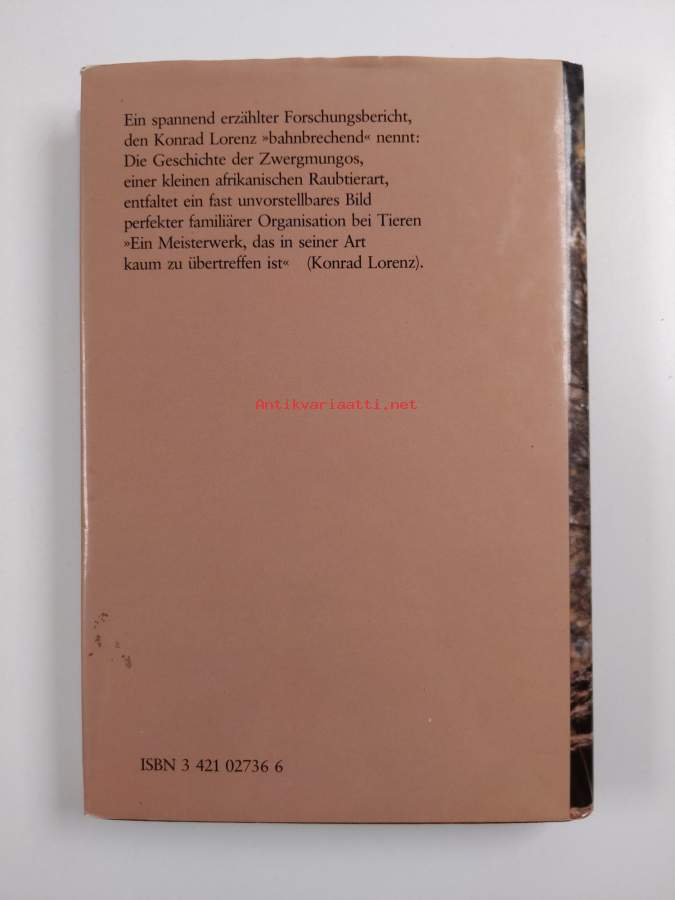 Ein spannend erzählter Forschungsbericht,
den Konrad Lorenz »bahnbrechend« nennt:
Die Geschichte der Zwergmungos,
einer kleinen afrikanischen Raubtierart,
entfaltet ein fast unvorstellbares Bild
perfekter familiärer Organisation bei Tieren
»Ein Meisterwerk, das in seiner Art
kaum zu übertreffen ist« (Konrad Lorenz).
Antikvariaatti.net
ISBN 3 421 02736 6